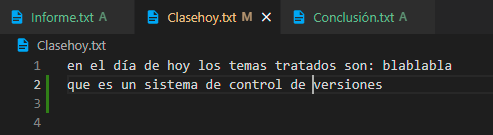 Informe.txt A
Clasehoy.txt M
Conclusión.txt A
Clasehoy.txt
1 en el día de hoy los temas tratados son: blablabla
2 que es un sistema de control de versiones
3
4